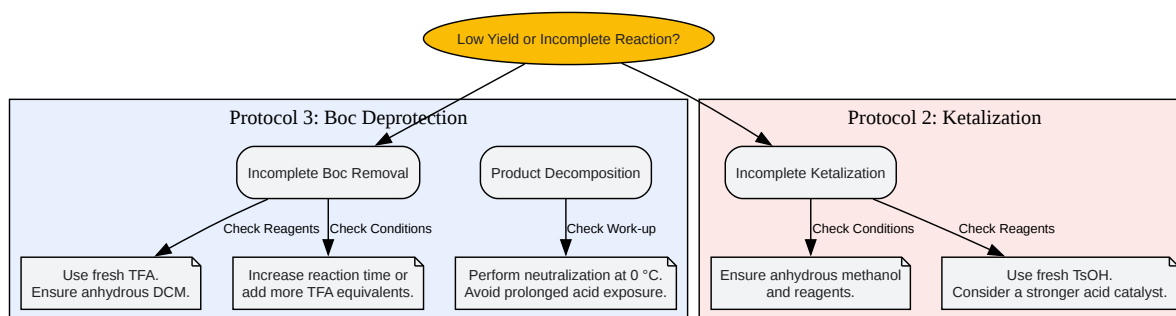 Low Yield or Incomplete Reaction?
Protocol 3: Boc Deprotection
Protocol 2: Ketalization
Incomplete Boc Removal
Product Decomposition
Incomplete Ketalization
Check Reagents
Check Conditions
Check Work-up
Check Conditions
Check Reagents
Use fresh TFA.
Ensure anhydrous DCM.
Increase reaction time or
add more TFA equivalents.
Perform neutralization at 0 °C.
Avoid prolonged acid exposure.
Ensure anhydrous methanol
and reagents.
Use fresh TsOH.
Consider a stronger acid catalyst.